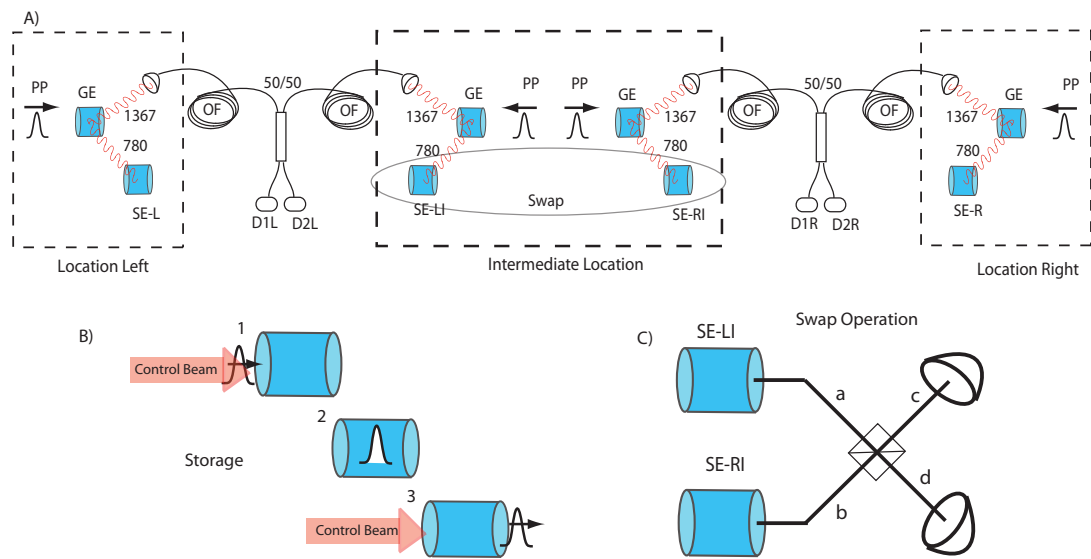 A)
PP
GE
1367
780
SE-L
OF
50/50
OF
D1L
D2L
Location Left
1367
GE
PP
PP
GE
1367
780
780
SE-LI
Swap
SE-RI
Intermediate Location
OF
50/50
OF
D1R
D2R
1367
GE
PP
780
SE-R
Location Right
B)
1
Control Beam
2
Storage
3
Control Beam
C)
Swap Operation
SE-LI
a
c
SE-RI
b
d